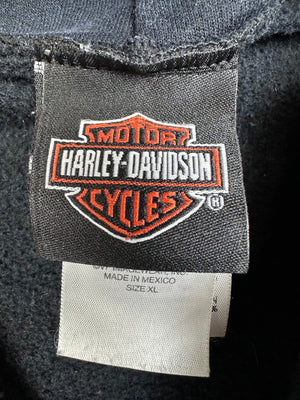 MOTOR
HARLEY-DAVIDSON
CYCLES
®
MADE IN MEXICO
SIZE XL